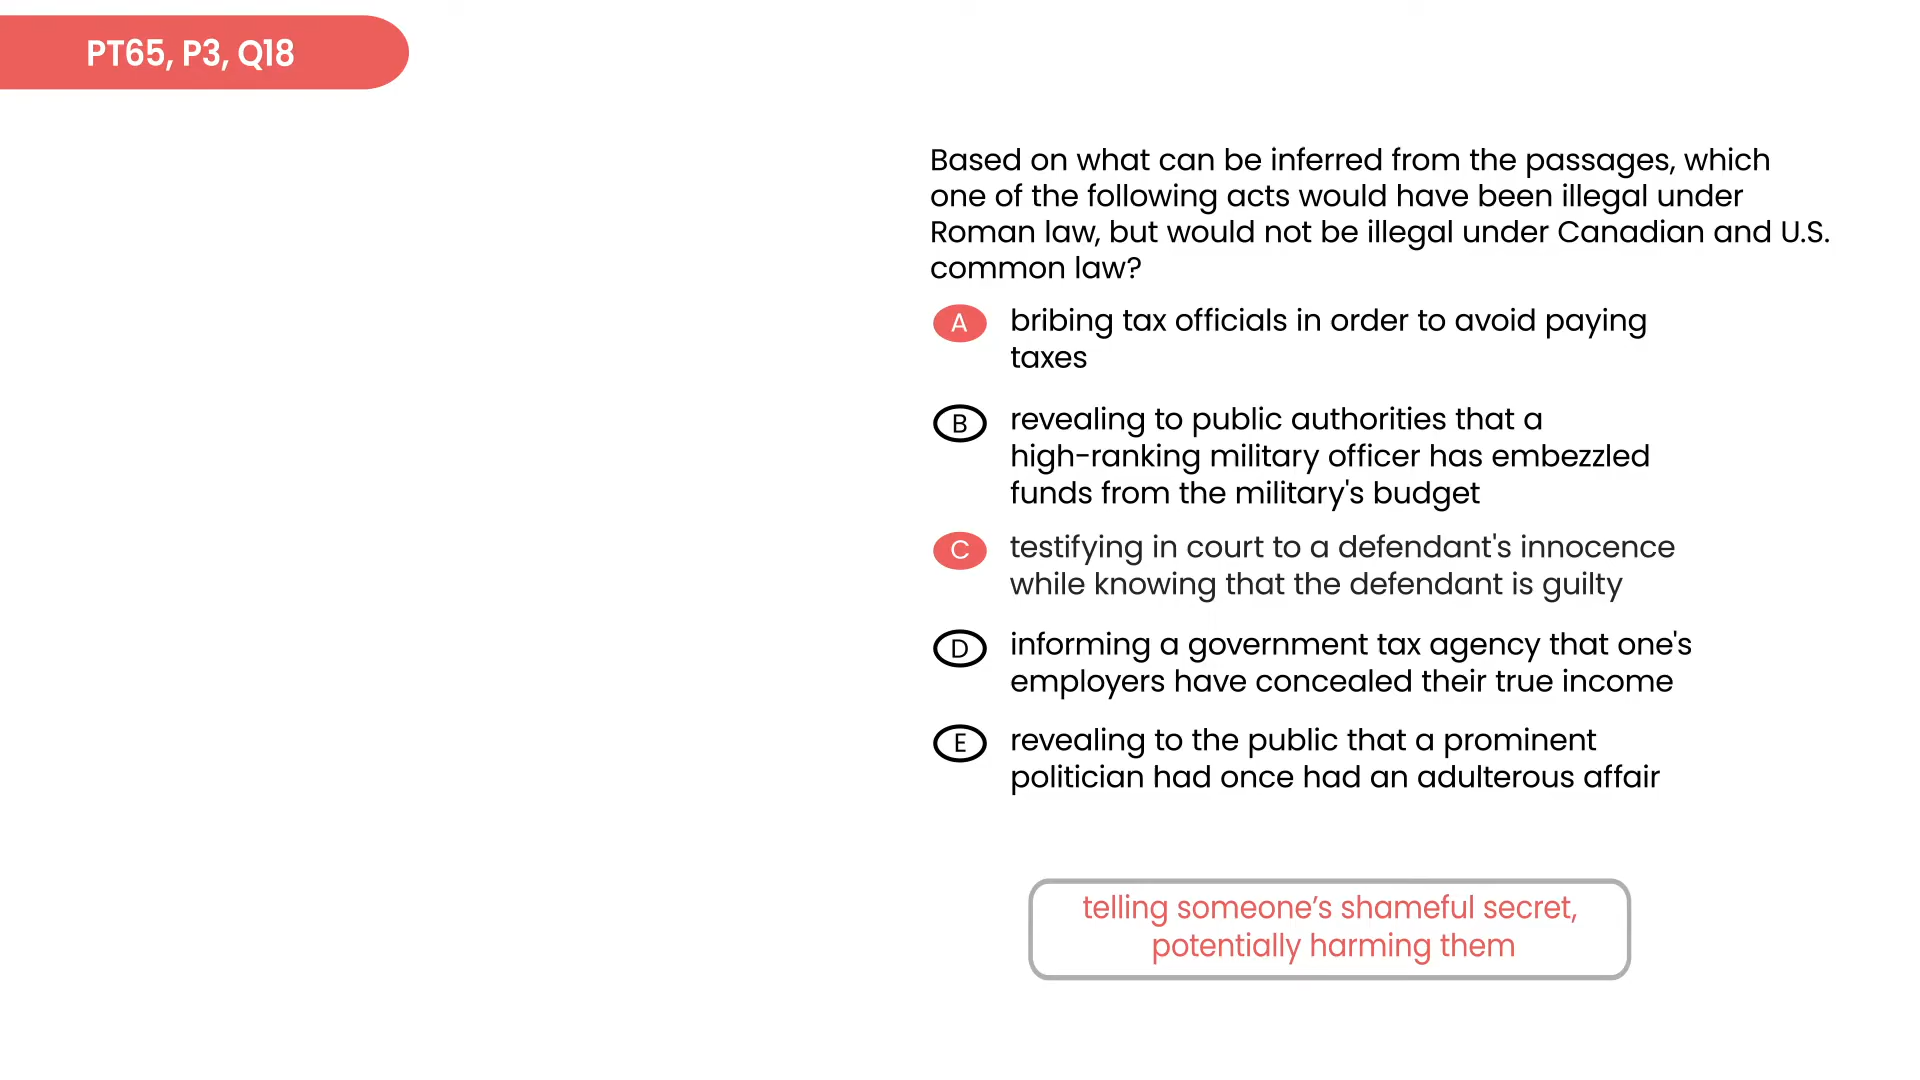 PT65, P3, Q18
Based on what can be inferred from the passages, which
one of the following acts would have been illegal under
Roman law, but would not be illegal under Canadian and U.S.
common law?
A bribing tax officials in order to avoid paying
taxes
B revealing to public authorities that a
high-ranking military officer has embezzled
funds from the military's budget
C testifying in court to a defendant's innocence
while knowing that the defendant is guilty
D informing a government tax agency that one's
employers have concealed their true income
E revealing to the public that a prominent
politician had once had an adulterous affair
telling someone’s shameful secret,
potentially harming them